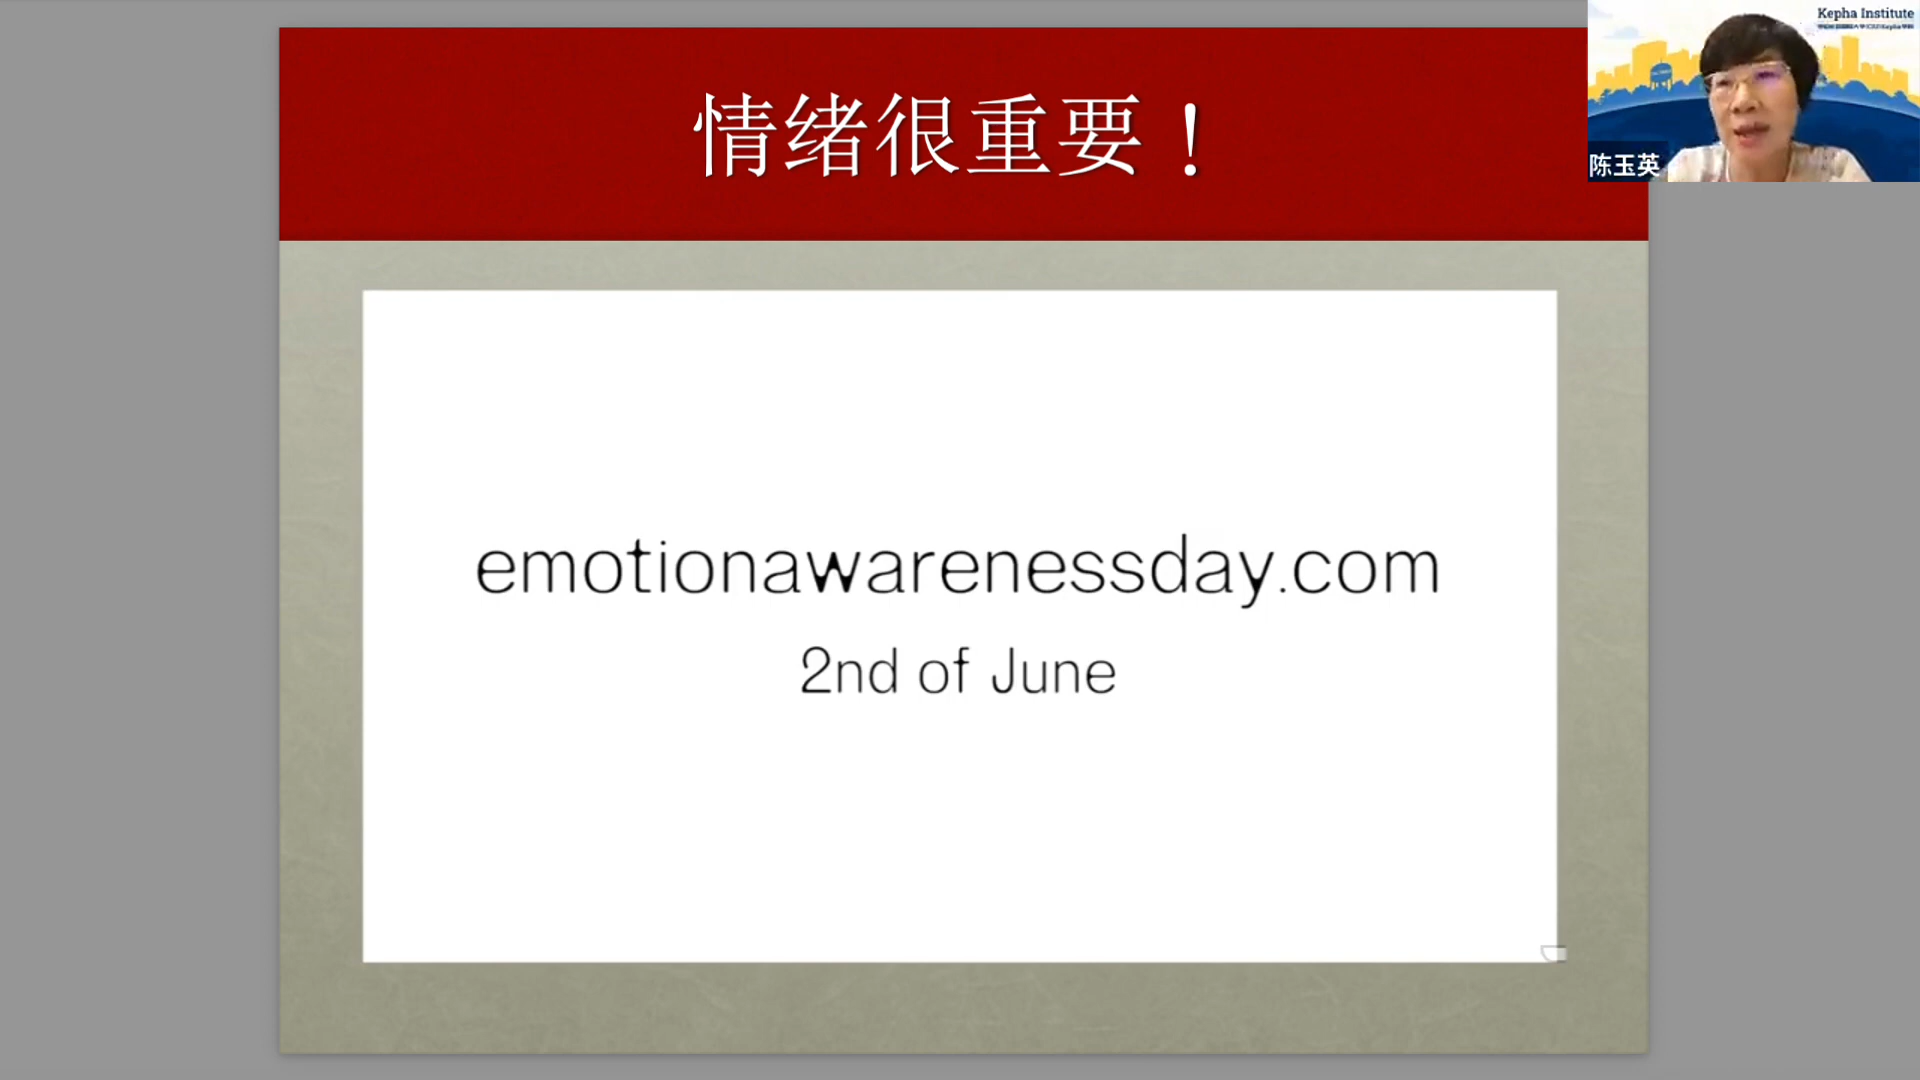 情绪很重要！
Kepha Institute
陈玉英
emotionawarenessday.com
2nd of June